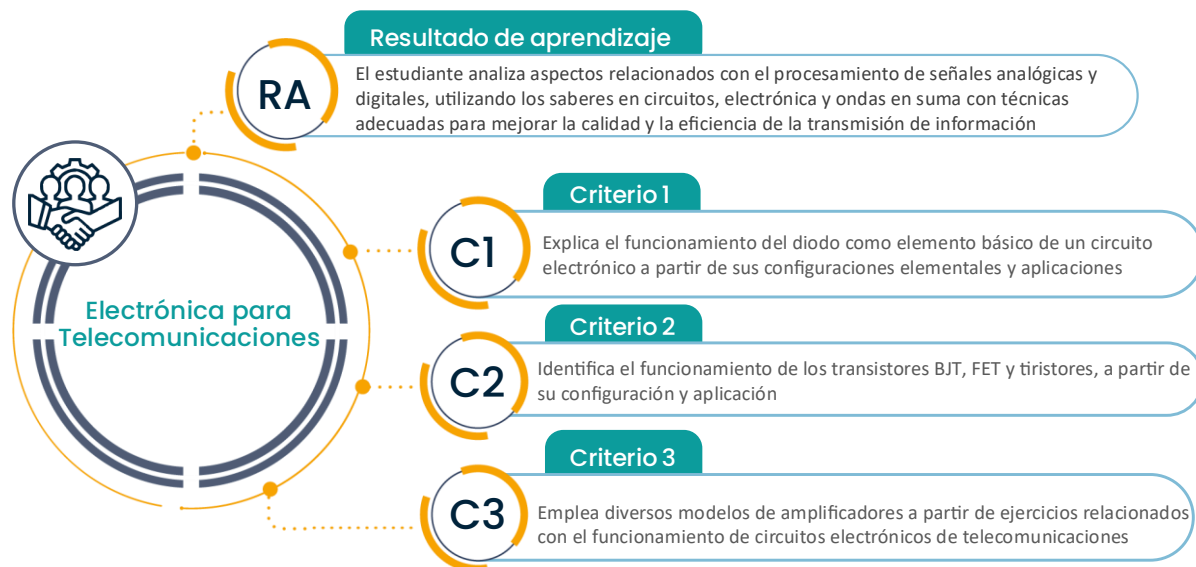 Resultado de aprendizaje
RA
El estudiante analiza aspectos relacionados con el procesamiento de señales analógicas y
digitales, utilizando los saberes en circuitos, electrónica y ondas en suma con técnicas
adecuadas para mejorar la calidad y la eficiencia de la transmisión de información
Electrónica para
Telecomunicaciones
Criterio 1
C1
Explica el funcionamiento del diodo como elemento básico de un circuito
electrónico a partir de sus configuraciones elementales y aplicaciones
Criterio 2
C2
Identifica el funcionamiento de los transistores BJT, FET y tiristores, a partir de
su configuración y aplicación
Criterio 3
C3
Emplea diversos modelos de amplificadores a partir de ejercicios relacionados
con el funcionamiento de circuitos electrónicos de telecomunicaciones